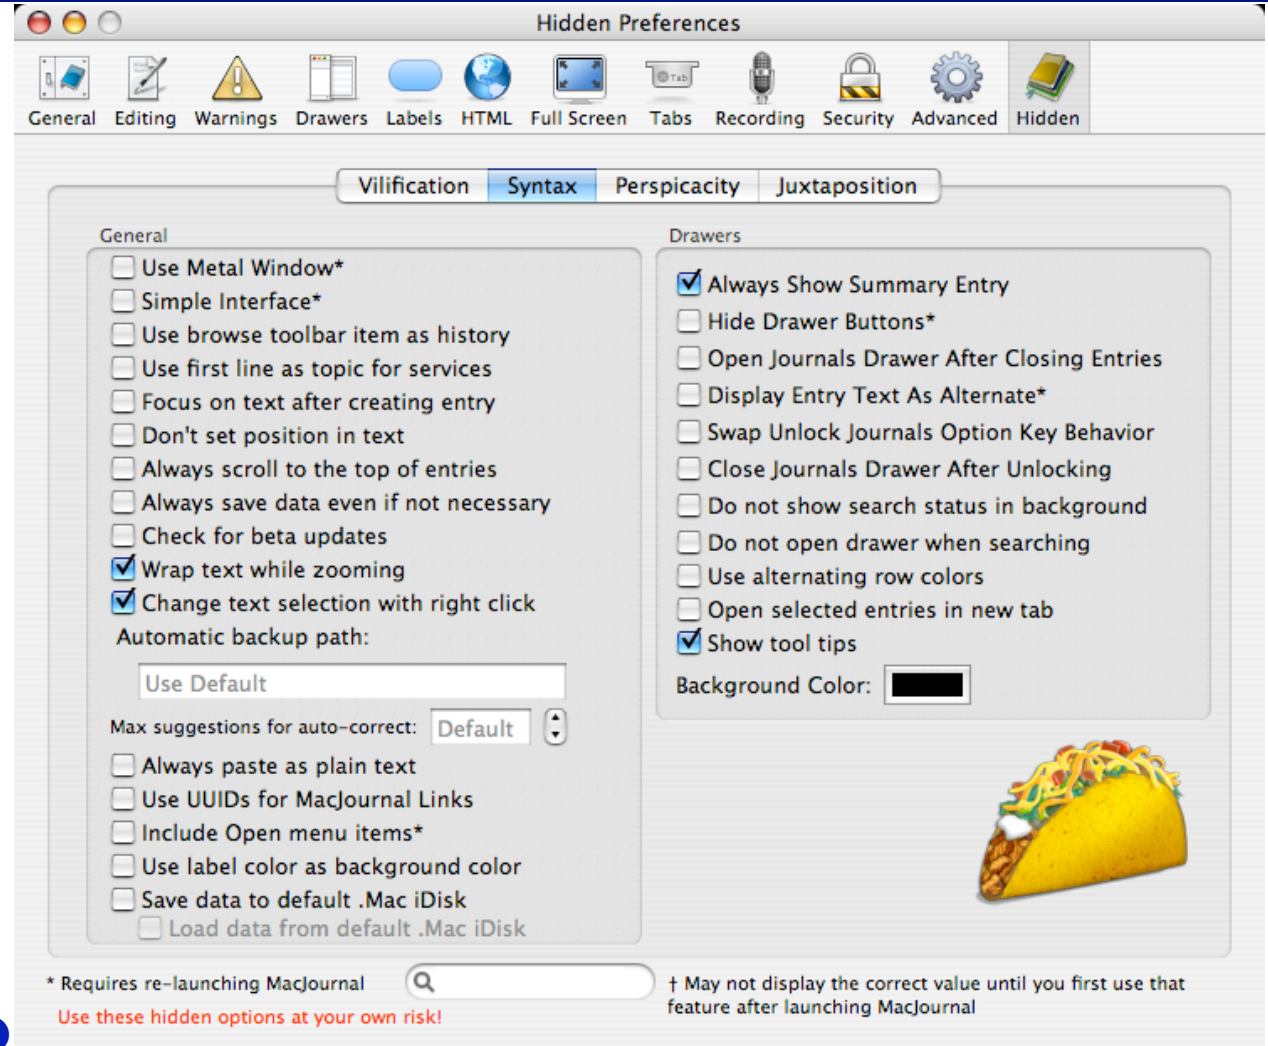 Hidden Preferences
General Editing Warnings Drawers Labels HTML Full Screen Tab Tabs Recording Security Advanced Hidden
Vilification Syntax Perspicacity Juxtaposition
General
Use Metal Window*
Simple Interface*
Use browse toolbar item as history
Use first line as topic for services
Focus on text after creating entry
Don't set position in text
Always scroll to the top of entries
Always save data even if not necessary
Check for beta updates
Wrap text while zooming
Change text selection with right click
Automatic backup path:
Use Default
Max suggestions for auto-correct: Default
Always paste as plain text
Use UUIDs for MacJournal Links
Include Open menu items*
Use label color as background color
Save data to default .Mac iDisk
Load data from default .Mac iDisk
Drawers
Always Show Summary Entry
Hide Drawer Buttons*
Open Journals Drawer After Closing Entries
Display Entry Text As Alternate*
Swap Unlock Journals Option Key Behavior
Close Journals Drawer After Unlocking
Do not show search status in background
Do not open drawer when searching
Use alternating row colors
Open selected entries in new tab
Show tool tips
Background Color:
* Requires re-launching MacJournal
Use these hidden options at your own risk!
† May not display the correct value until you first use that
feature after launching MacJournal